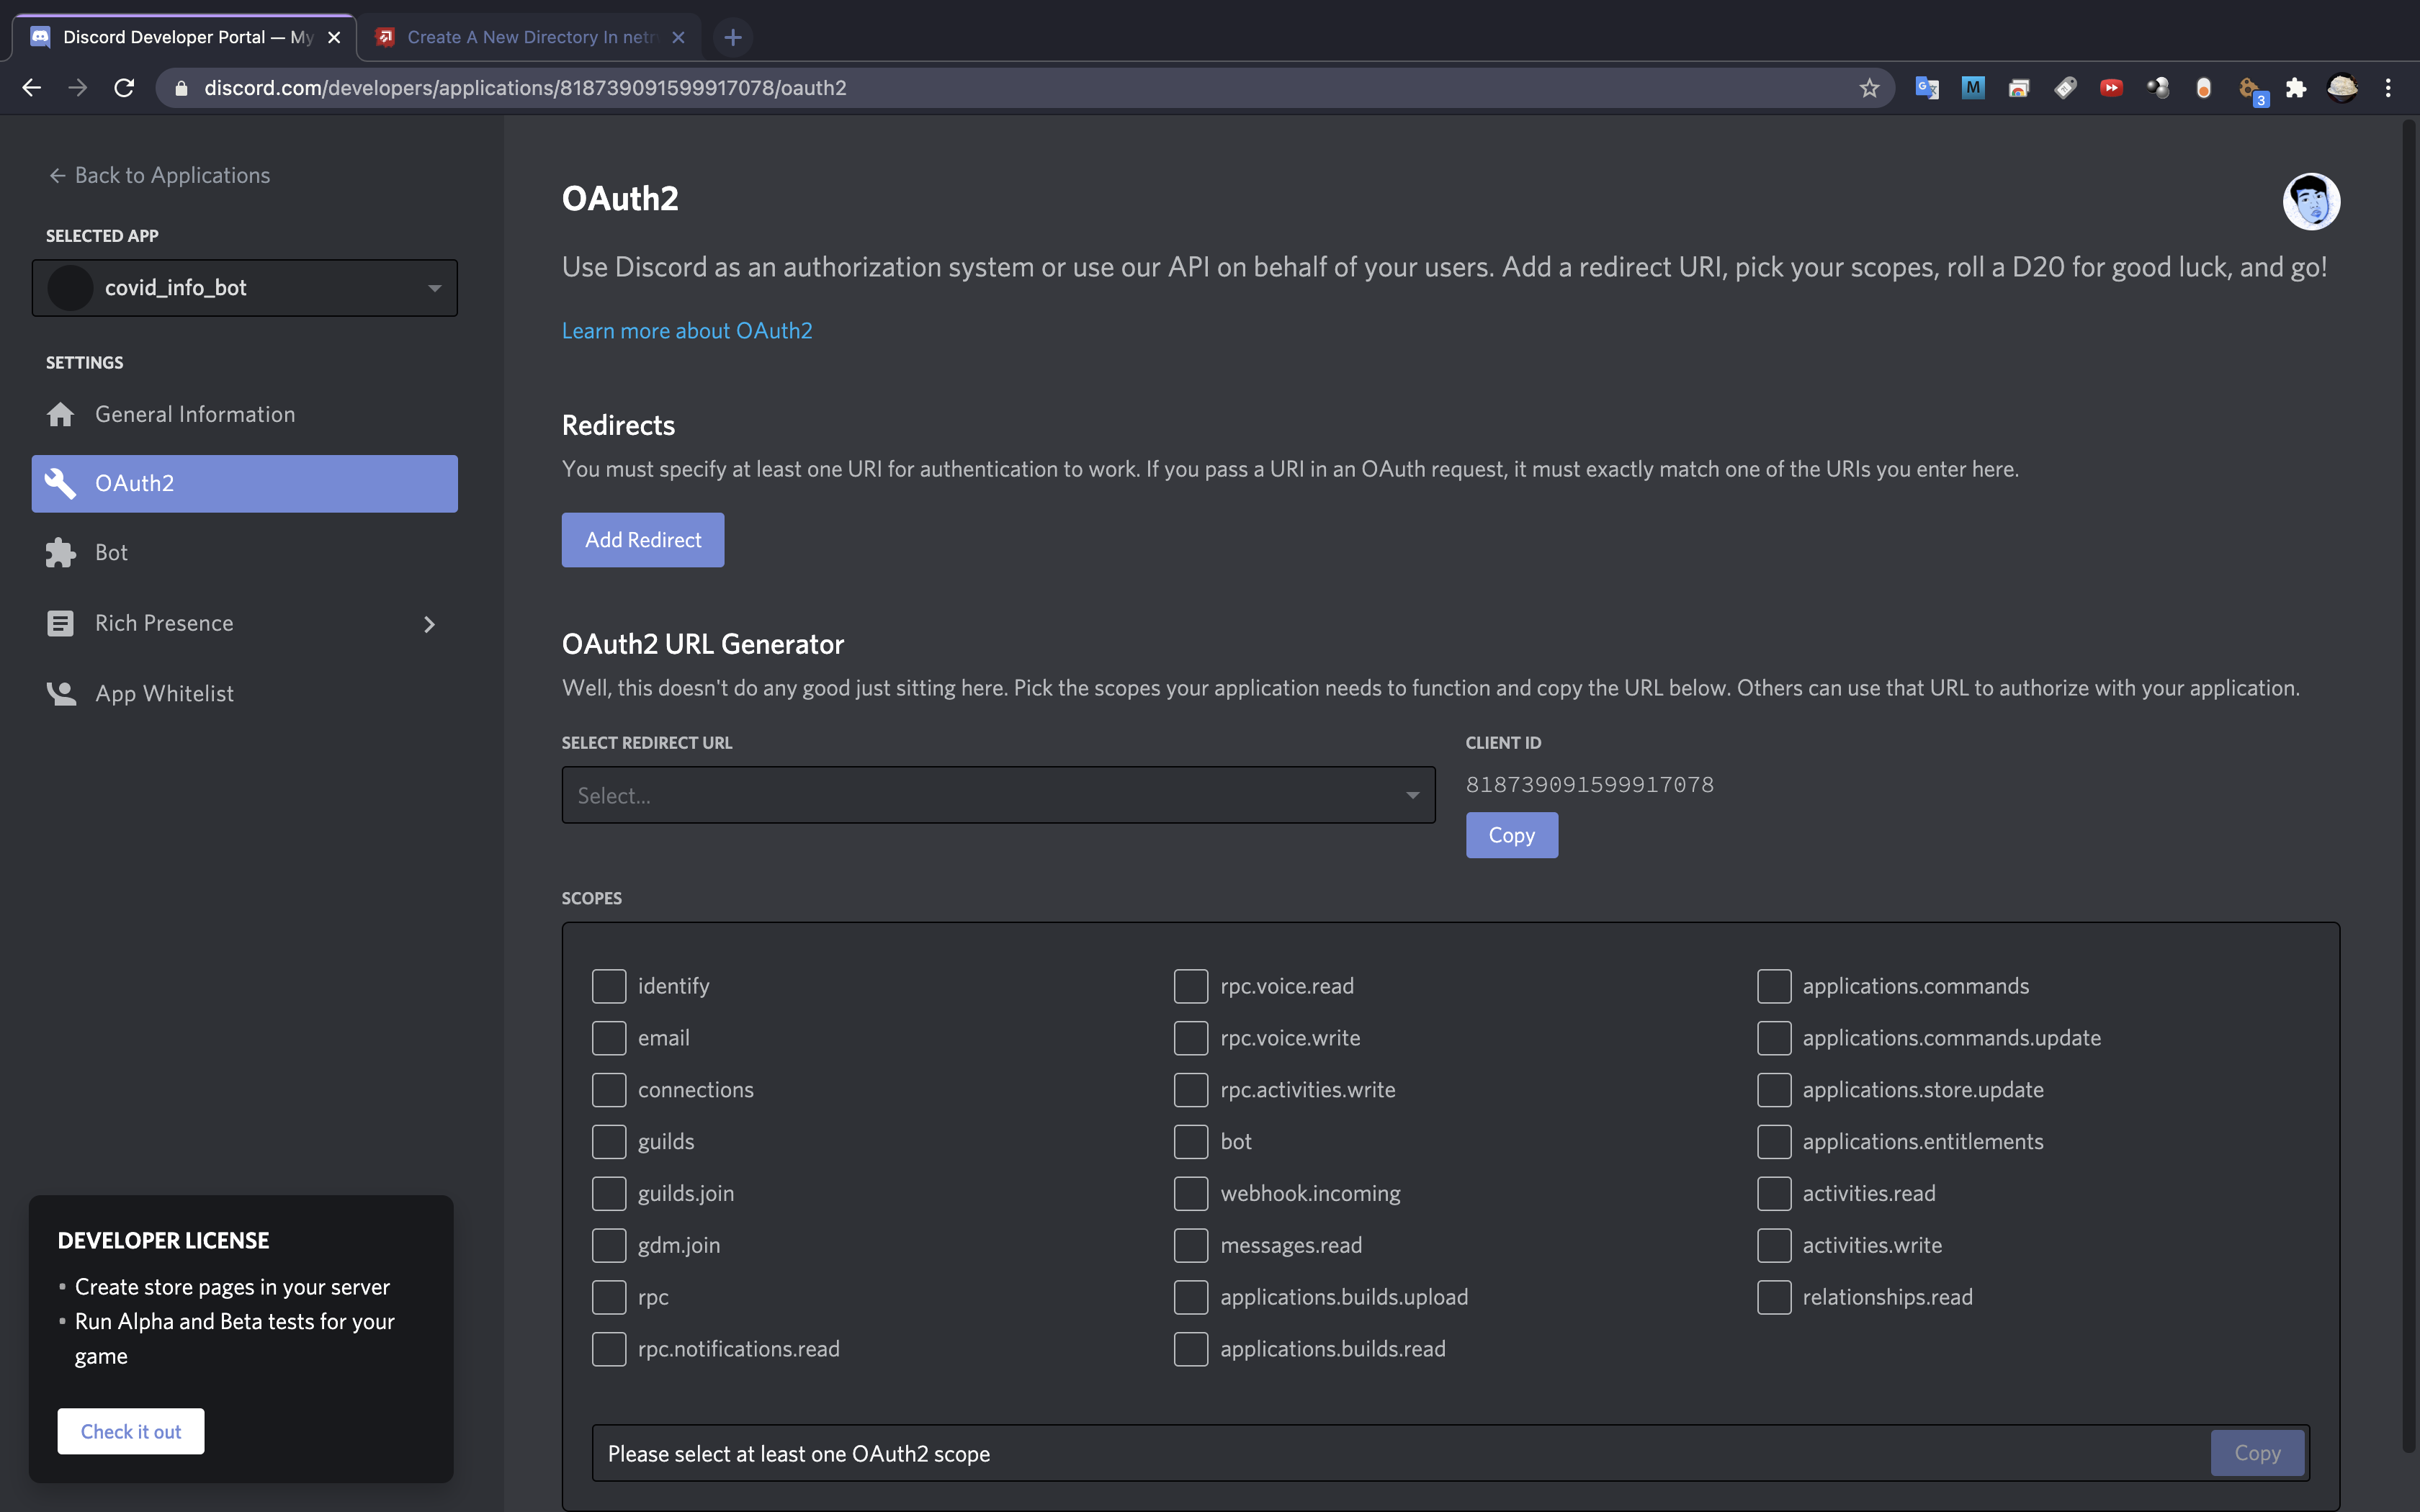 Discord Developer Portal — My
Create A New Directory In netr
discord.com/developers/applications/818739091599917078/oauth2
M
3
Back to Applications
SELECTED APP
covid_info_bot
SETTINGS
General Information
OAuth2
Bot
Rich Presence
App Whitelist
DEVELOPER LICENSE
• Create store pages in your server
• Run Alpha and Beta tests for your
game
Check it out
OAuth2
Use Discord as an authorization system or use our API on behalf of your users. Add a redirect URI, pick your scopes, roll a D20 for good luck, and go!
Learn more about OAuth2
Redirects
You must specify at least one URI for authentication to work. If you pass a URI in an OAuth request, it must exactly match one of the URIs you enter here.
Add Redirect
OAuth2 URL Generator
Well, this doesn't do any good just sitting here. Pick the scopes your application needs to function and copy the URL below. Others can use that URL to authorize with your application.
SELECT REDIRECT URL
Select...
CLIENT ID
818739091599917078
Copy
SCOPES
identify
email
connections
guilds
guilds.join
gdm.join
rpc
rpc.notifications.read
rpc.voice.read
rpc.voice.write
rpc.activities.write
bot
webhook.incoming
messages.read
applications.builds.upload
applications.builds.read
applications.commands
applications.commands.update
applications.store.update
applications.entitlements
activities.read
activities.write
relationships.read
Please select at least one OAuth2 scope
Copy